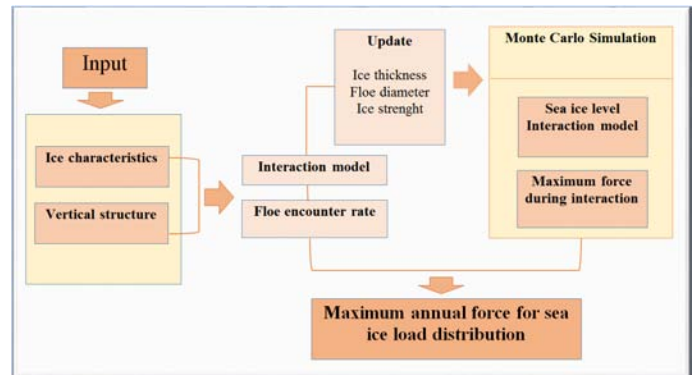 Input
Ice characteristics
Vertical structure
Interaction model
Floe encounter rate
Update
Ice thickness
Floe diameter
Ice strenght
Monte Carlo Simulation
Sea ice level
Interaction model
Maximum force
during interaction
Maximum annual force for sea
ice load distribution